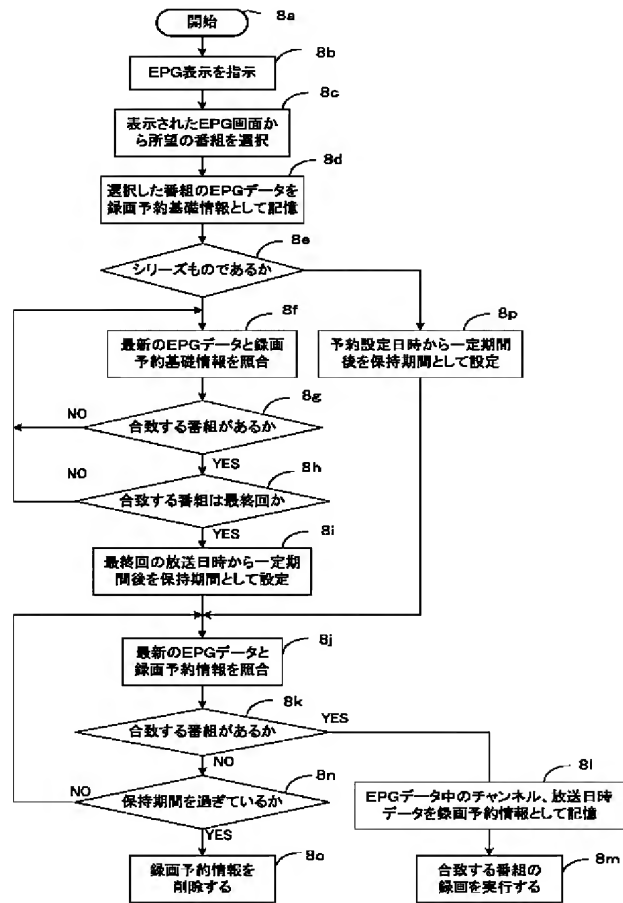 開始
8a
EPG表示を指示
8b
表示されたEPG画面か
ら所望の番組を選択
8c
選択した番組のEPGデータを
録画予約基礎情報として記憶
8d
シリーズものであるか
8e
最新のEPGデータと録画
予約基礎情報を照合
8f
予約設定日時から一定期間
後を保持期間として設定
8p
合致する番組があるか
8g
NO
YES
合致する番組は最終回か
8h
NO
YES
最終回の放送日時から一定期
間後を保持期間として設定
8i
最新のEPGデータと
録画予約情報を照合
8j
合致する番組があるか
8k
YES
NO
保持期間を過ぎているか
8n
NO
YES
EPGデータ中のチャンネル、放送日時
データを録画予約情報として記憶
8l
録画予約情報を
削除する
8o
合致する番組の
録画を実行する
8m